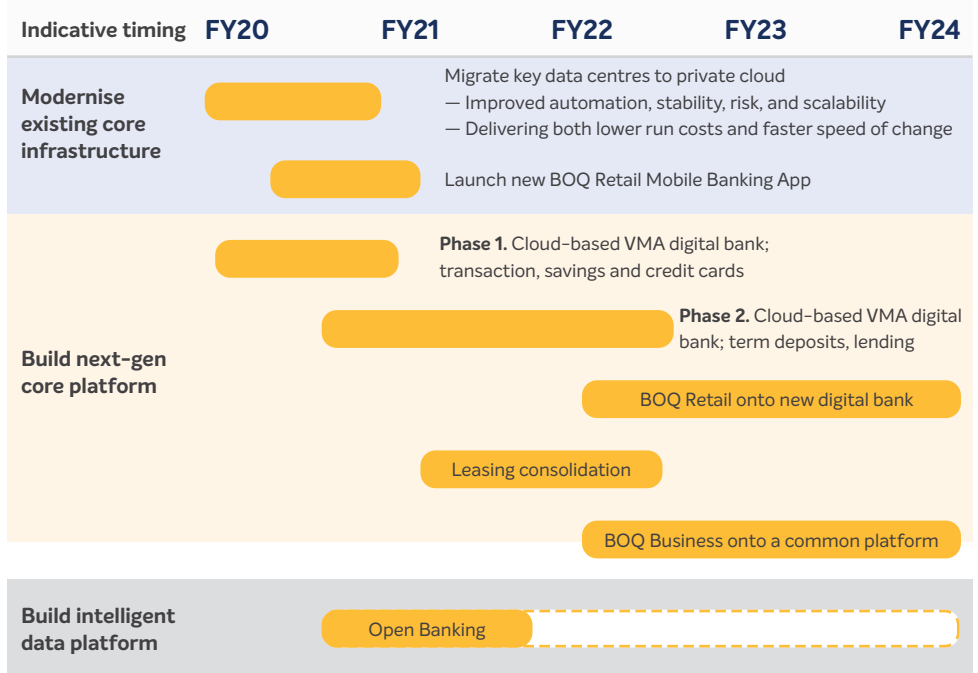 Indicative timing FY20 FY21 FY22 FY23 FY24
Modernise
existing core
infrastructure
Migrate key data centres to private cloud
— Improved automation, stability, risk, and scalability
— Delivering both lower run costs and faster speed of change
Launch new BOQ Retail Mobile Banking App
Build next-gen
core platform
Phase 1. Cloud-based VMA digital bank;
transaction, savings and credit cards
Phase 2. Cloud-based VMA digital
bank; term deposits, lending
BOQ Retail onto new digital bank
Leasing consolidation
BOQ Business onto a common platform
Build intelligent
data platform
Open Banking